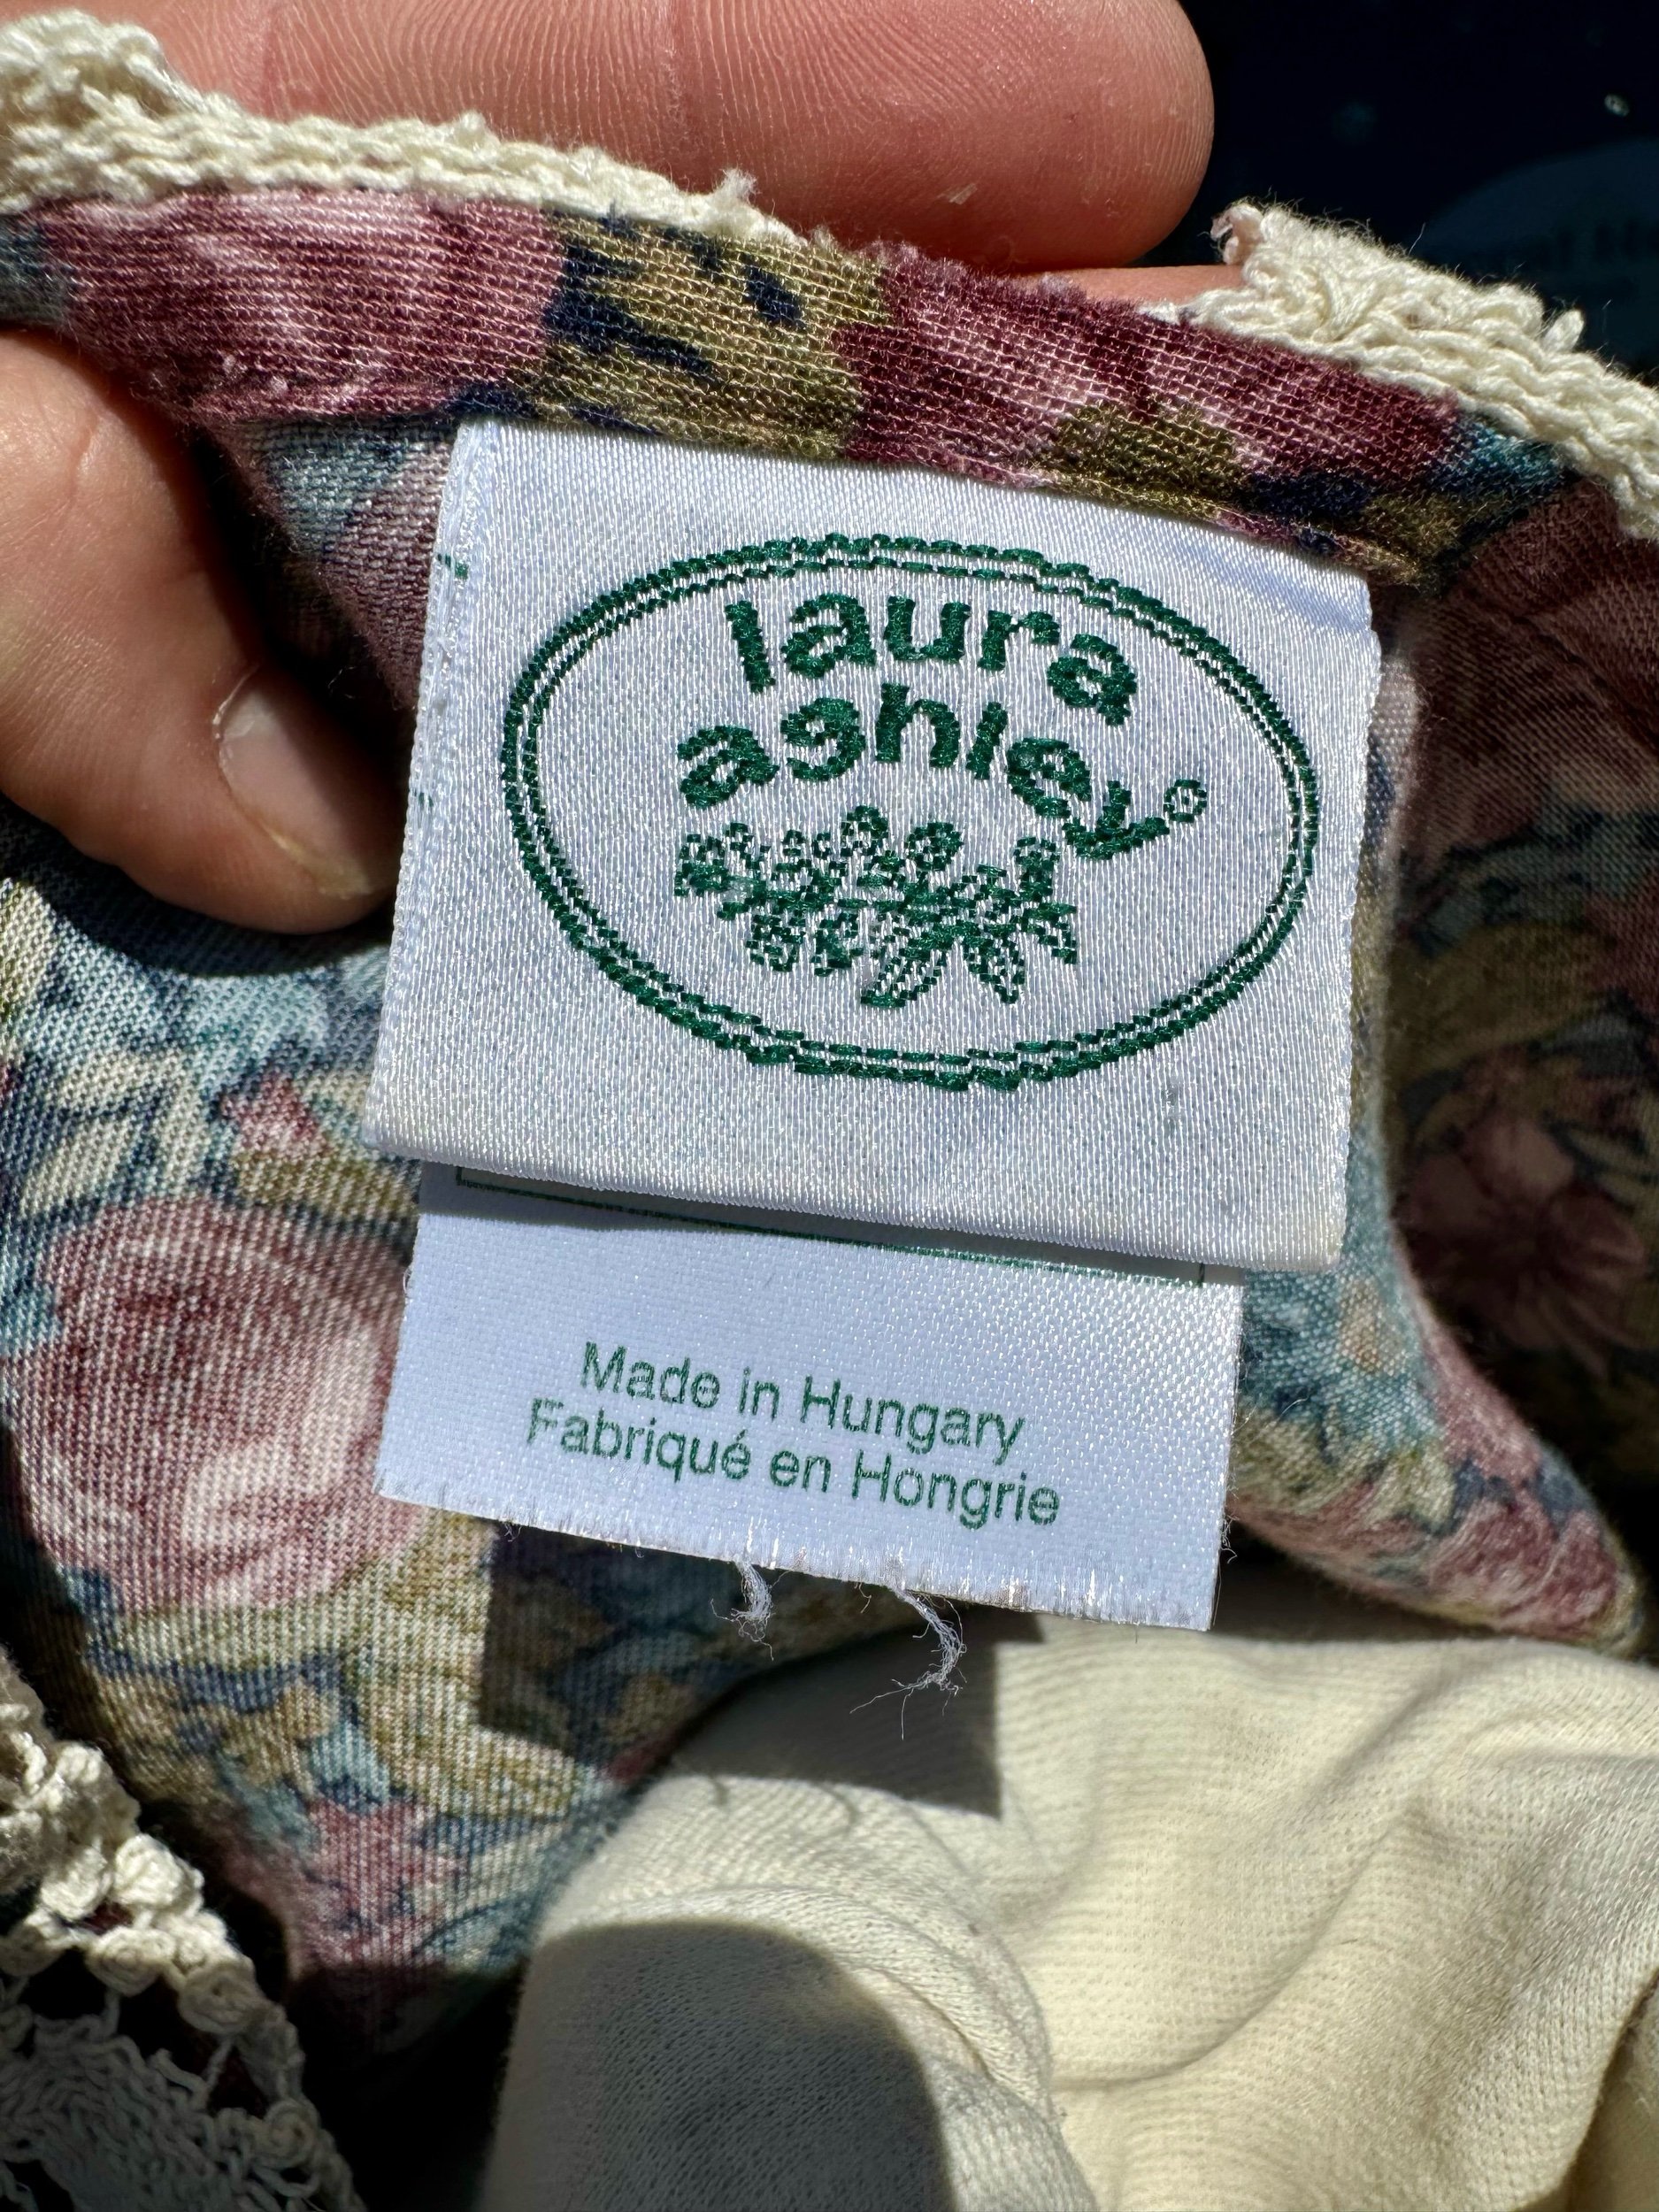 laura
ashley®
Made in Hungary
Fabriqué en Hongrie